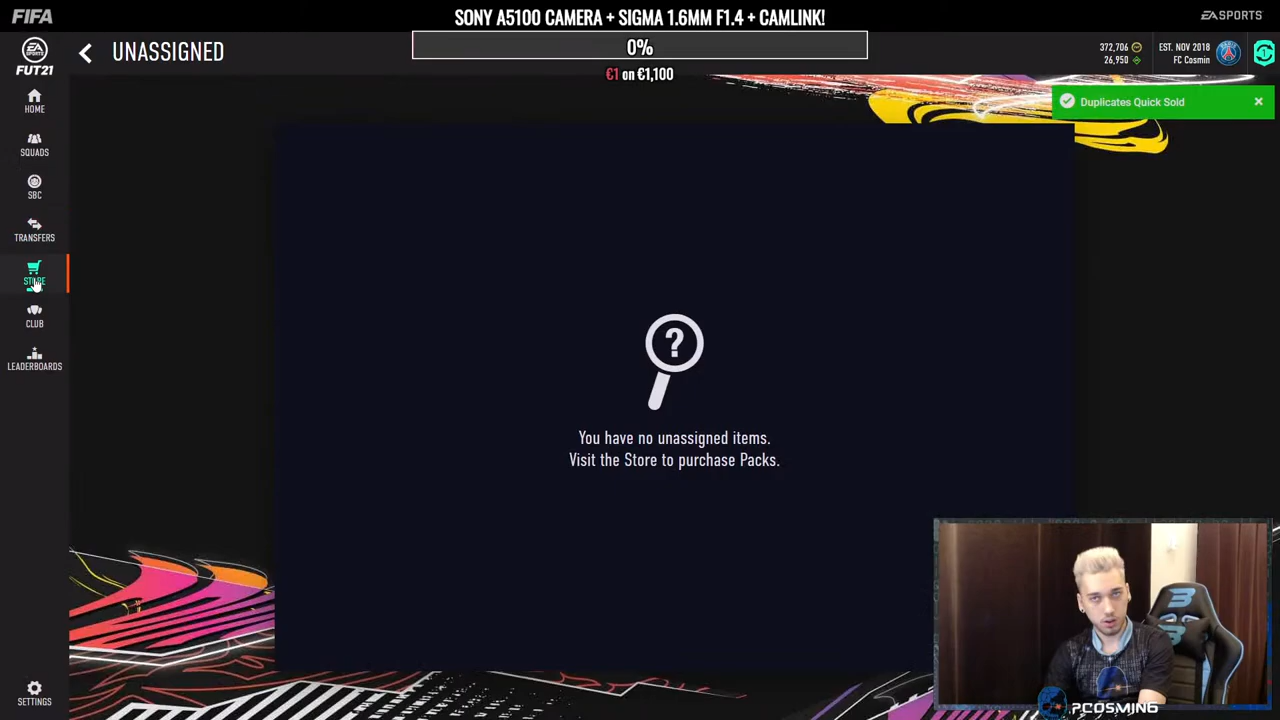 FIFA
SONY A5100 CAMERA + SIGMA 1.6MM F1.4 + CAMLINK!
EA SPORTS
EA SPORTS
FUT21
UNASSIGNED
0%
€1 on €1,100
372,706
26,950
EST. NOV 2018
FC Cosmin
Duplicates Quick Sold
HOME
SQUADS
SBC
TRANSFERS
STORE
CLUB
LEADERBOARDS
You have no unassigned items.
Visit the Store to purchase Packs.
SETTINGS
PCOSMIN6